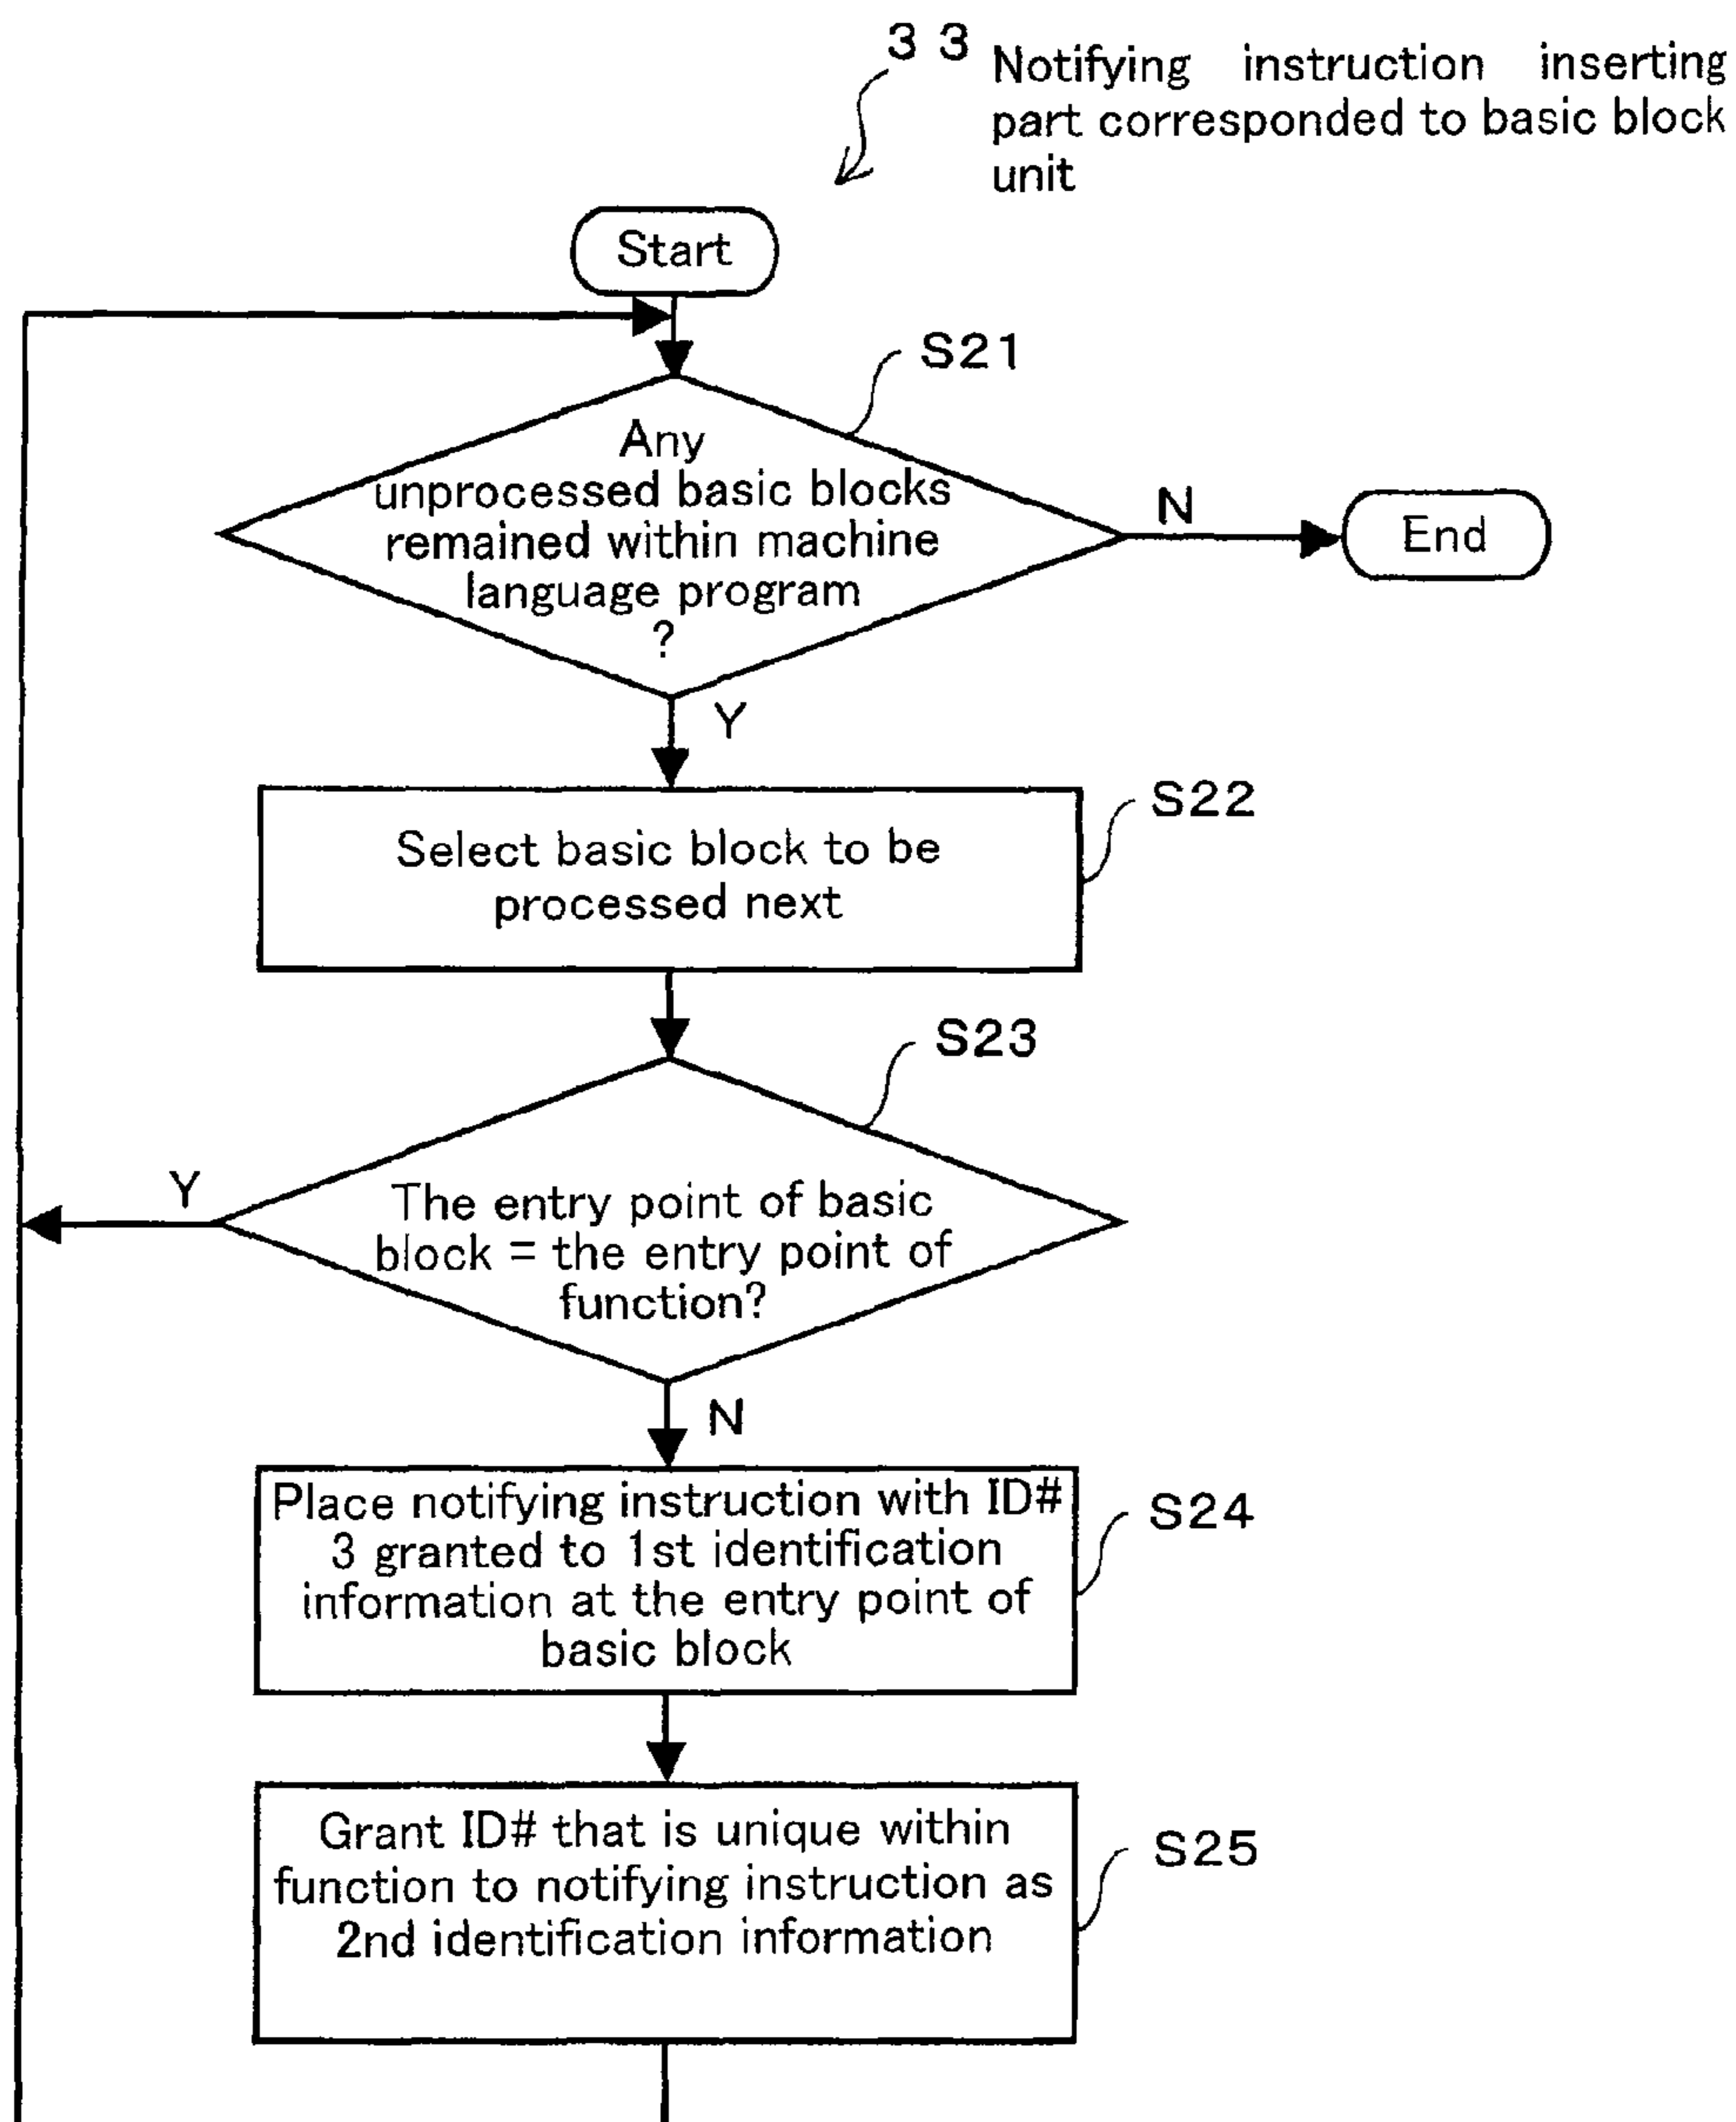 33
Notifying instruction inserting
part corresponded to basic block
unit
Start
S21
Any
unprocessed basic blocks
remained within machine
language program
?
N
End
Y
S22
Select basic block to be
processed next
S23
Y
The entry point of basic
block = the entry point of
function?
N
S24
Place notifying instruction with ID#
3 granted to 1st identification
information at the entry point of
basic block
S25
Grant ID# that is unique within
function to notifying instruction as
2nd identification information